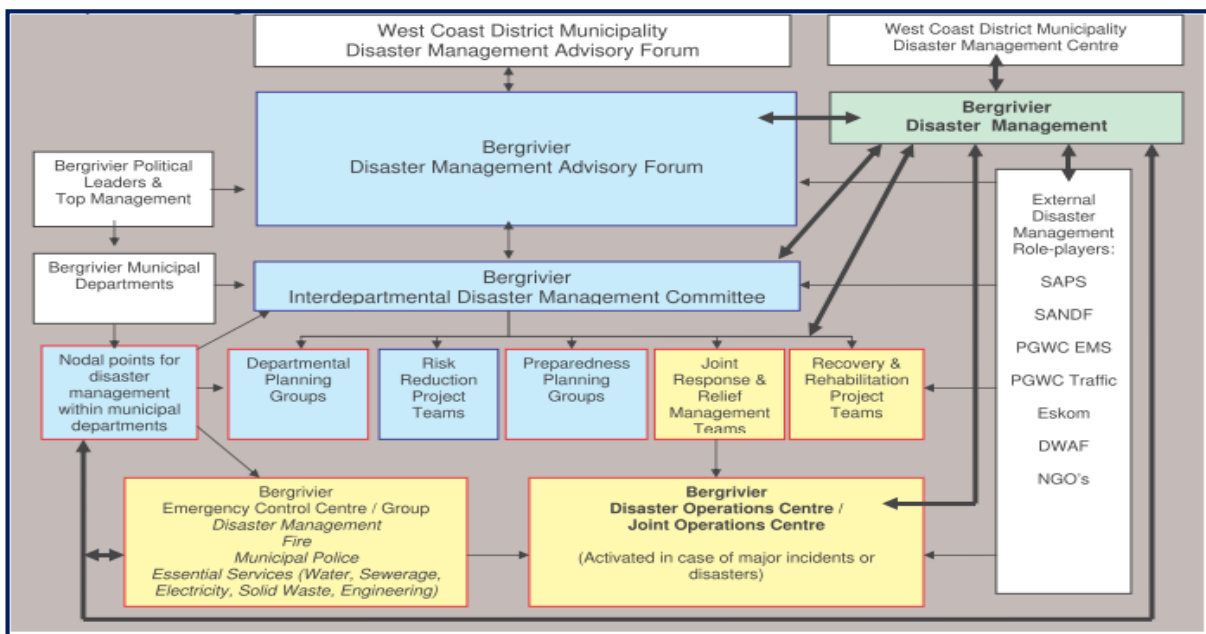 West Coast District Municipality
Disaster Management Advisory Forum
West Coast District Municipality
Disaster Management Centre
Bergrivier
Disaster Management
Bergrivier
Disaster Management Advisory Forum
Bergrivier Political
Leaders &
Top Management
External
Disaster
Management
Role-players:
SAPS
SANDF
PGWC EMS
PGWC Traffic
Eskom
DWAF
NGO's
Bergrivier Municipal
Departments
Bergrivier
Interdepartmental Disaster Management Committee
Nodal points for
disaster
management
within municipal
departments
Departmental
Planning
Groups
Risk
Reduction
Project
Teams
Preparedness
Planning
Groups
Joint
Response &
Relief
Management
Teams
Recovery &
Rehabilitation
Project
Teams
Bergrivier
Emergency Control Centre / Group
Disaster Management
Fire
Municipal Police
Essential Services (Water, Sewerage,
Electricity, Solid Waste, Engineering)
Bergrivier
Disaster Operations Centre /
Joint Operations Centre
(Activated in case of major incidents or
disasters)